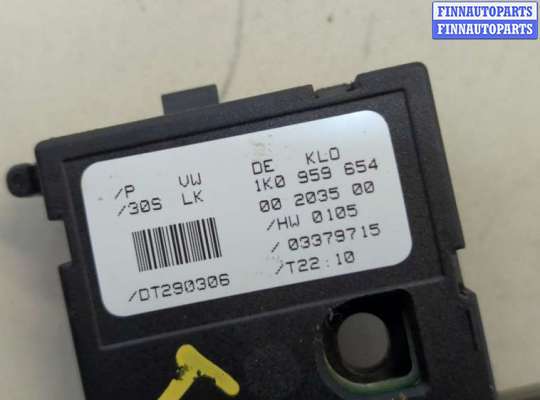 FINNAUTOPARTS
FINNAUTOPARTS
/P VW DE KLO
/30S LK 1K0 959 654
00 2035 00
/HW 0105
/ 03379715
/DT290306 /T22:10